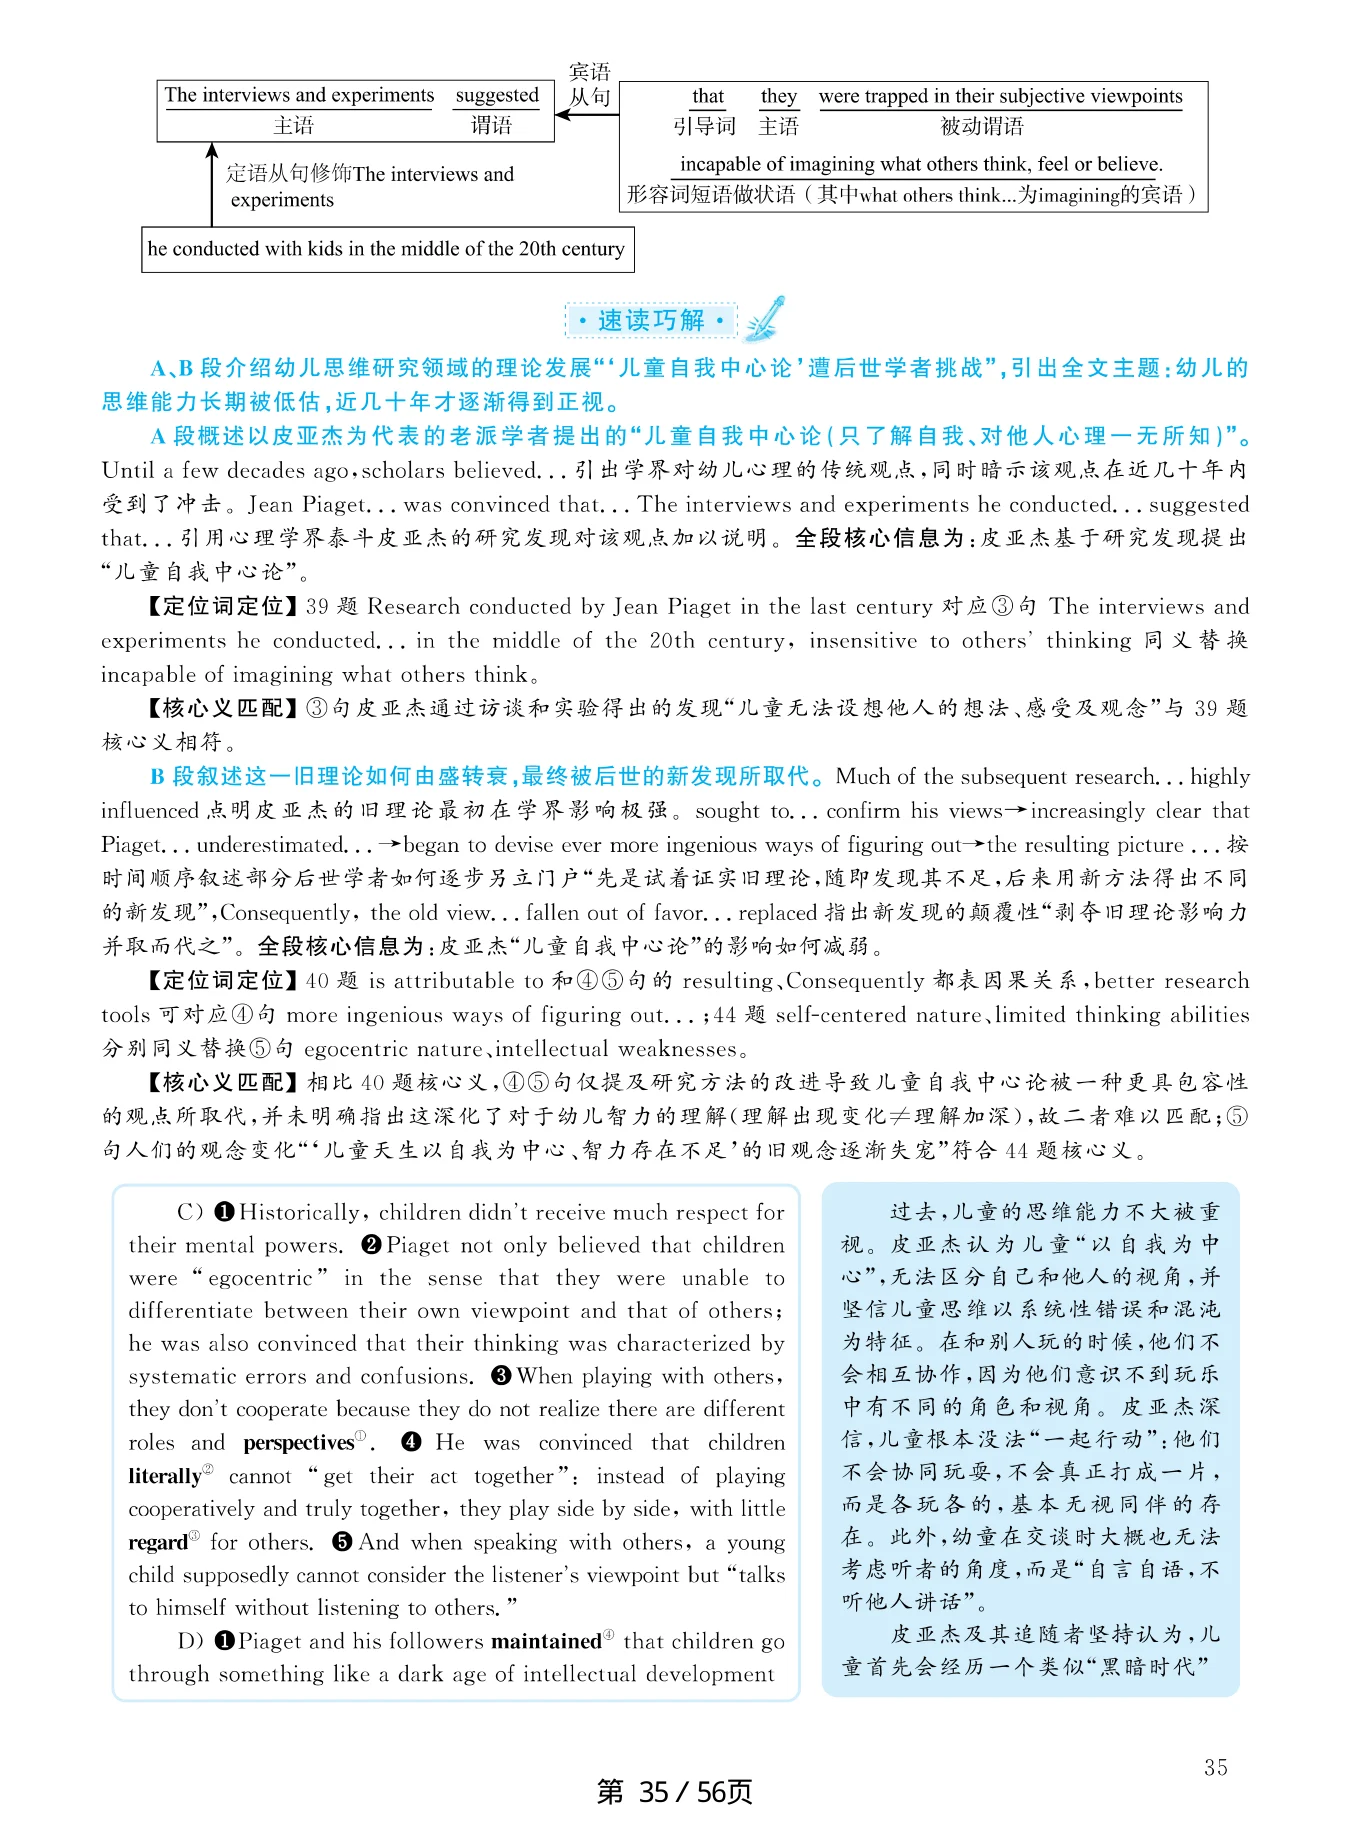 The interviews and experiments suggested
主语 谓语
宾语
从句
that they were trapped in their subjective viewpoints
引导词 主语 被动谓语
incapable of imagining what others think, feel or believe.
形容词短语做状语（其中what others think...为imagining的宾语）
定语从句修饰The interviews and
experiments
he conducted with kids in the middle of the 20th century
·速读巧解·
A、B 段介绍幼儿思维研究领域的理论发展“‘儿童自我中心论’遭后世学者挑战”,引出全文主题:幼儿的
思维能力长期被低估,近几十年才逐渐得到正视。
A 段概述以皮亚杰为代表的老派学者提出的“儿童自我中心论(只了解自我、对他人心理一无所知)”。
Until a few decades ago,scholars believed...引出学界对幼儿心理的传统观点,同时暗示该观点在近几十年内
受到了冲击。Jean Piaget...was convinced that...The interviews and experiments he conducted...suggested
that...引用心理学界泰斗皮亚杰的研究发现对该观点加以说明。全段核心信息为:皮亚杰基于研究发现提出
“儿童自我中心论”。
【定位词定位】39 题 Research conducted by Jean Piaget in the last century 对应③句 The interviews and
experiments he conducted...in the middle of the 20th century, insensitive to others’ thinking 同义替换
incapable of imagining what others think。
【核心义匹配】③句皮亚杰通过访谈和实验得出的发现“儿童无法设想他人的想法、感受及观念”与 39 题
核心义相符。
B 段叙述这一旧理论如何由盛转衰,最终被后世的新发现所取代。Much of the subsequent research...highly
influenced 点明皮亚杰的旧理论最初在学界影响极强。sought to...confirm his views→increasingly clear that
Piaget...underestimated...→began to devise ever more ingenious ways of figuring out→the resulting picture ...按
时间顺序叙述部分后世学者如何逐步另立门户“先是试着证实旧理论,随即发现其不足,后来用新方法得出不同
的新发现”,Consequently, the old view...fallen out of favor...replaced 指出新发现的颠覆性“剥夺旧理论影响力
并取而代之”。全段核心信息为:皮亚杰“儿童自我中心论”的影响如何减弱。
【定位词定位】40 题 is attributable to 和④⑤句的 resulting、Consequently 都表因果关系,better research
tools 可对应④句 more ingenious ways of figuring out...;44 题 self-centered nature、limited thinking abilities
分别同义替换⑤句 egocentric nature、intellectual weaknesses。
【核心义匹配】相比 40 题核心义,④⑤句仅提及研究方法的改进导致儿童自我中心论被一种更具包容性
的观点所取代,并未明确指出这深化了对于幼儿智力的理解(理解出现变化≠理解加深),故二者难以匹配;⑤
句人们的观念变化“‘儿童天生以自我为中心、智力存在不足’的旧观念逐渐失宠”符合 44 题核心义。
C) ❶Historically, children didn’t receive much respect for
their mental powers. ❷Piaget not only believed that children
were “egocentric” in the sense that they were unable to
differentiate between their own viewpoint and that of others;
he was also convinced that their thinking was characterized by
systematic errors and confusions. ❸When playing with others,
they don’t cooperate because they do not realize there are different
roles and perspectives①. ❹ He was convinced that children
literally② cannot “get their act together”: instead of playing
cooperatively and truly together, they play side by side, with little
regard③ for others. ❺And when speaking with others, a young
child supposedly cannot consider the listener’s viewpoint but “talks
to himself without listening to others.”
D) ❶Piaget and his followers maintained④ that children go
through something like a dark age of intellectual development
过去,儿童的思维能力不大被重
视。皮亚杰认为儿童“以自我为中
心”,无法区分自己和他人的视角,并
坚信儿童思维以系统性错误和混沌
为特征。在和别人玩的时候,他们不
会相互协作,因为他们意识不到玩乐
中有不同的角色和视角。皮亚杰深
信,儿童根本没法“一起行动”:他们
不会协同玩耍,不会真正打成一片,
而是各玩各的,基本无视同伴的存
在。此外,幼童在交谈时大概也无法
考虑听者的角度,而是“自言自语,不
听他人讲话”。
皮亚杰及其追随者坚持认为,儿
童首先会经历一个类似“黑暗时代”
35
第 35 / 56页